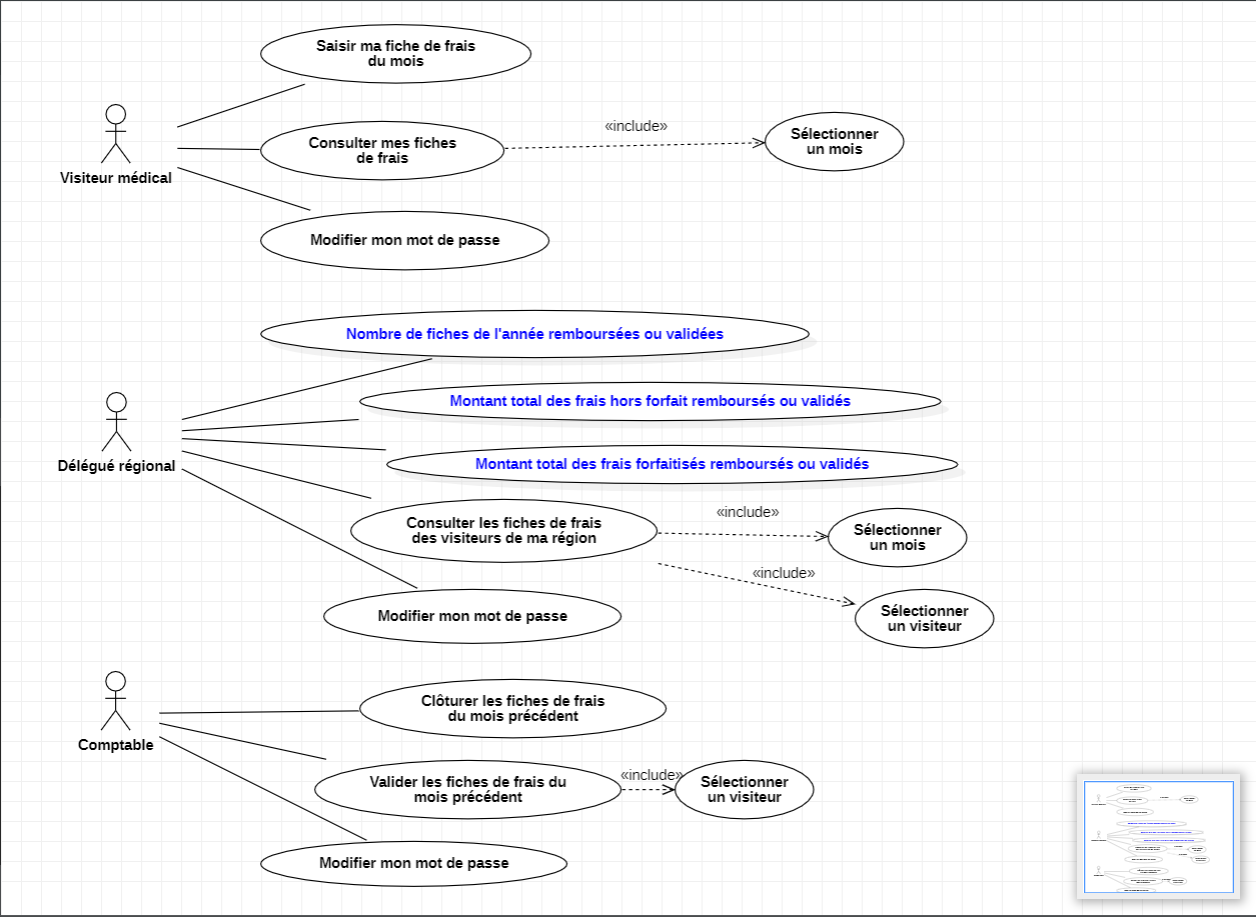 Saisir ma fiche de frais
du mois
Visiteur médical
Consulter mes fiches
de frais
«include»
Sélectionner
un mois
Modifier mon mot de passe
Nombre de fiches de l'année remboursées ou validées
Montant total des frais hors forfait remboursés ou validés
Délégué régional
Montant total des frais forfaitisés remboursés ou validés
Consulter les fiches de frais
des visiteurs de ma région
«include»
Sélectionner
un mois
«include»
Sélectionner
un visiteur
Modifier mon mot de passe
Clôturer les fiches de frais
du mois précédent
Comptable
Valider les fiches de frais du
mois précédent
«include»
Sélectionner
un visiteur
Modifier mon mot de passe